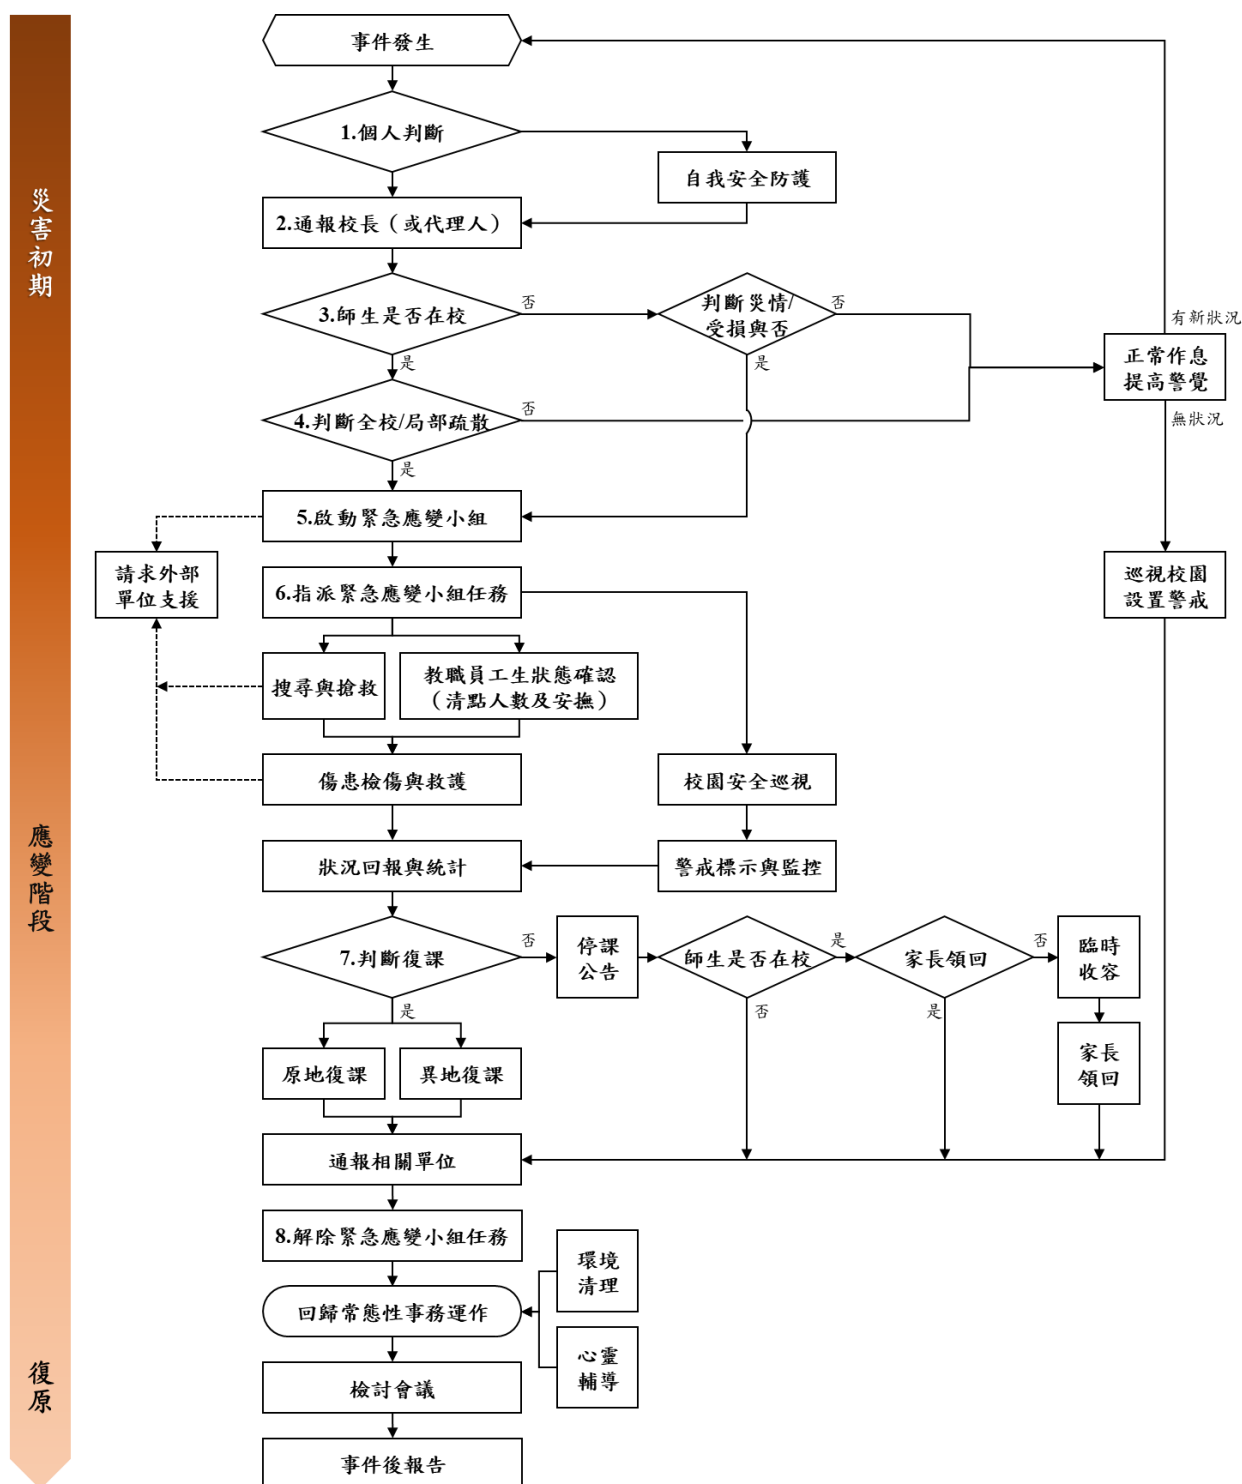 災害初期
應變階段
復原
事件發生
1.個人判斷
自我安全防護
2.通報校長（或代理人）
3.師生是否在校
否
是
判斷災情/
受損與否
否
是
有新狀況
正常作息
提高警覺
無狀況
4.判斷全校/局部疏散
否
是
5.啟動緊急應變小組
請求外部
單位支援
6.指派緊急應變小組任務
巡視校園
設置警戒
搜尋與搶救
教職員工生狀態確認
（清點人數及安撫）
傷患檢傷與救護
校園安全巡視
狀況回報與統計
警戒標示與監控
7.判斷復課
否
是
停課
公告
師生是否在校
是
否
家長領回
否
是
臨時
收容
家長
領回
原地復課
異地復課
通報相關單位
8.解除緊急應變小組任務
環境
清理
回歸常態性事務運作
心靈
輔導
檢討會議
事件後報告